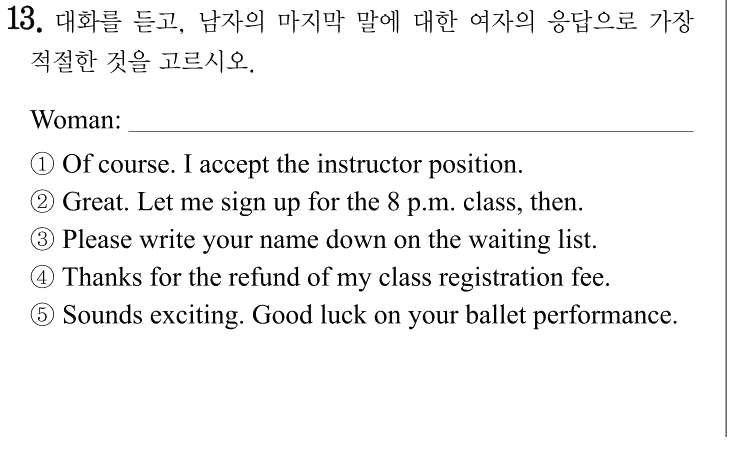 13. 대화를 듣고, 남자의 마지막 말에 대한 여자의 응답으로 가장
적절한 것을 고르시오.
Woman:
① Of course. I accept the instructor position.
② Great. Let me sign up for the 8 p.m. class, then.
③ Please write your name down on the waiting list.
④ Thanks for the refund of my class registration fee.
⑤ Sounds exciting. Good luck on your ballet performance.